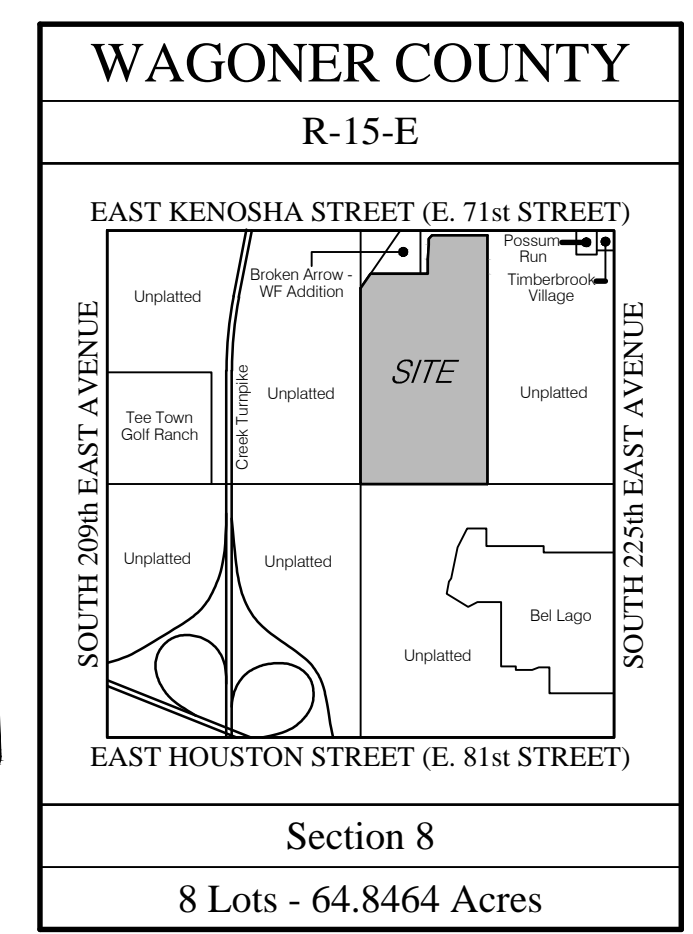 WAGONER COUNTY
R-15-E
EAST KENOSHA STREET (E. 71st STREET)
Possum
Run
Broken Arrow -
WF Addition
Timberbrook
Village
Unplatted
SITE
Unplatted
Unplatted
Creek Turnpike
Tee Town
Golf Ranch
SOUTH 209th EAST AVENUE
SOUTH 225th EAST AVENUE
Unplatted
Unplatted
Bel Lago
Unplatted
EAST HOUSTON STREET (E. 81st STREET)
Section 8
8 Lots - 64.8464 Acres